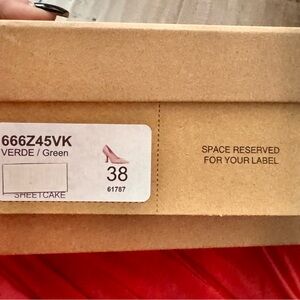 666Z45VK
VERDE / Green
38
61787
SHEETCAKE
SPACE RESERVED
FOR YOUR LABEL